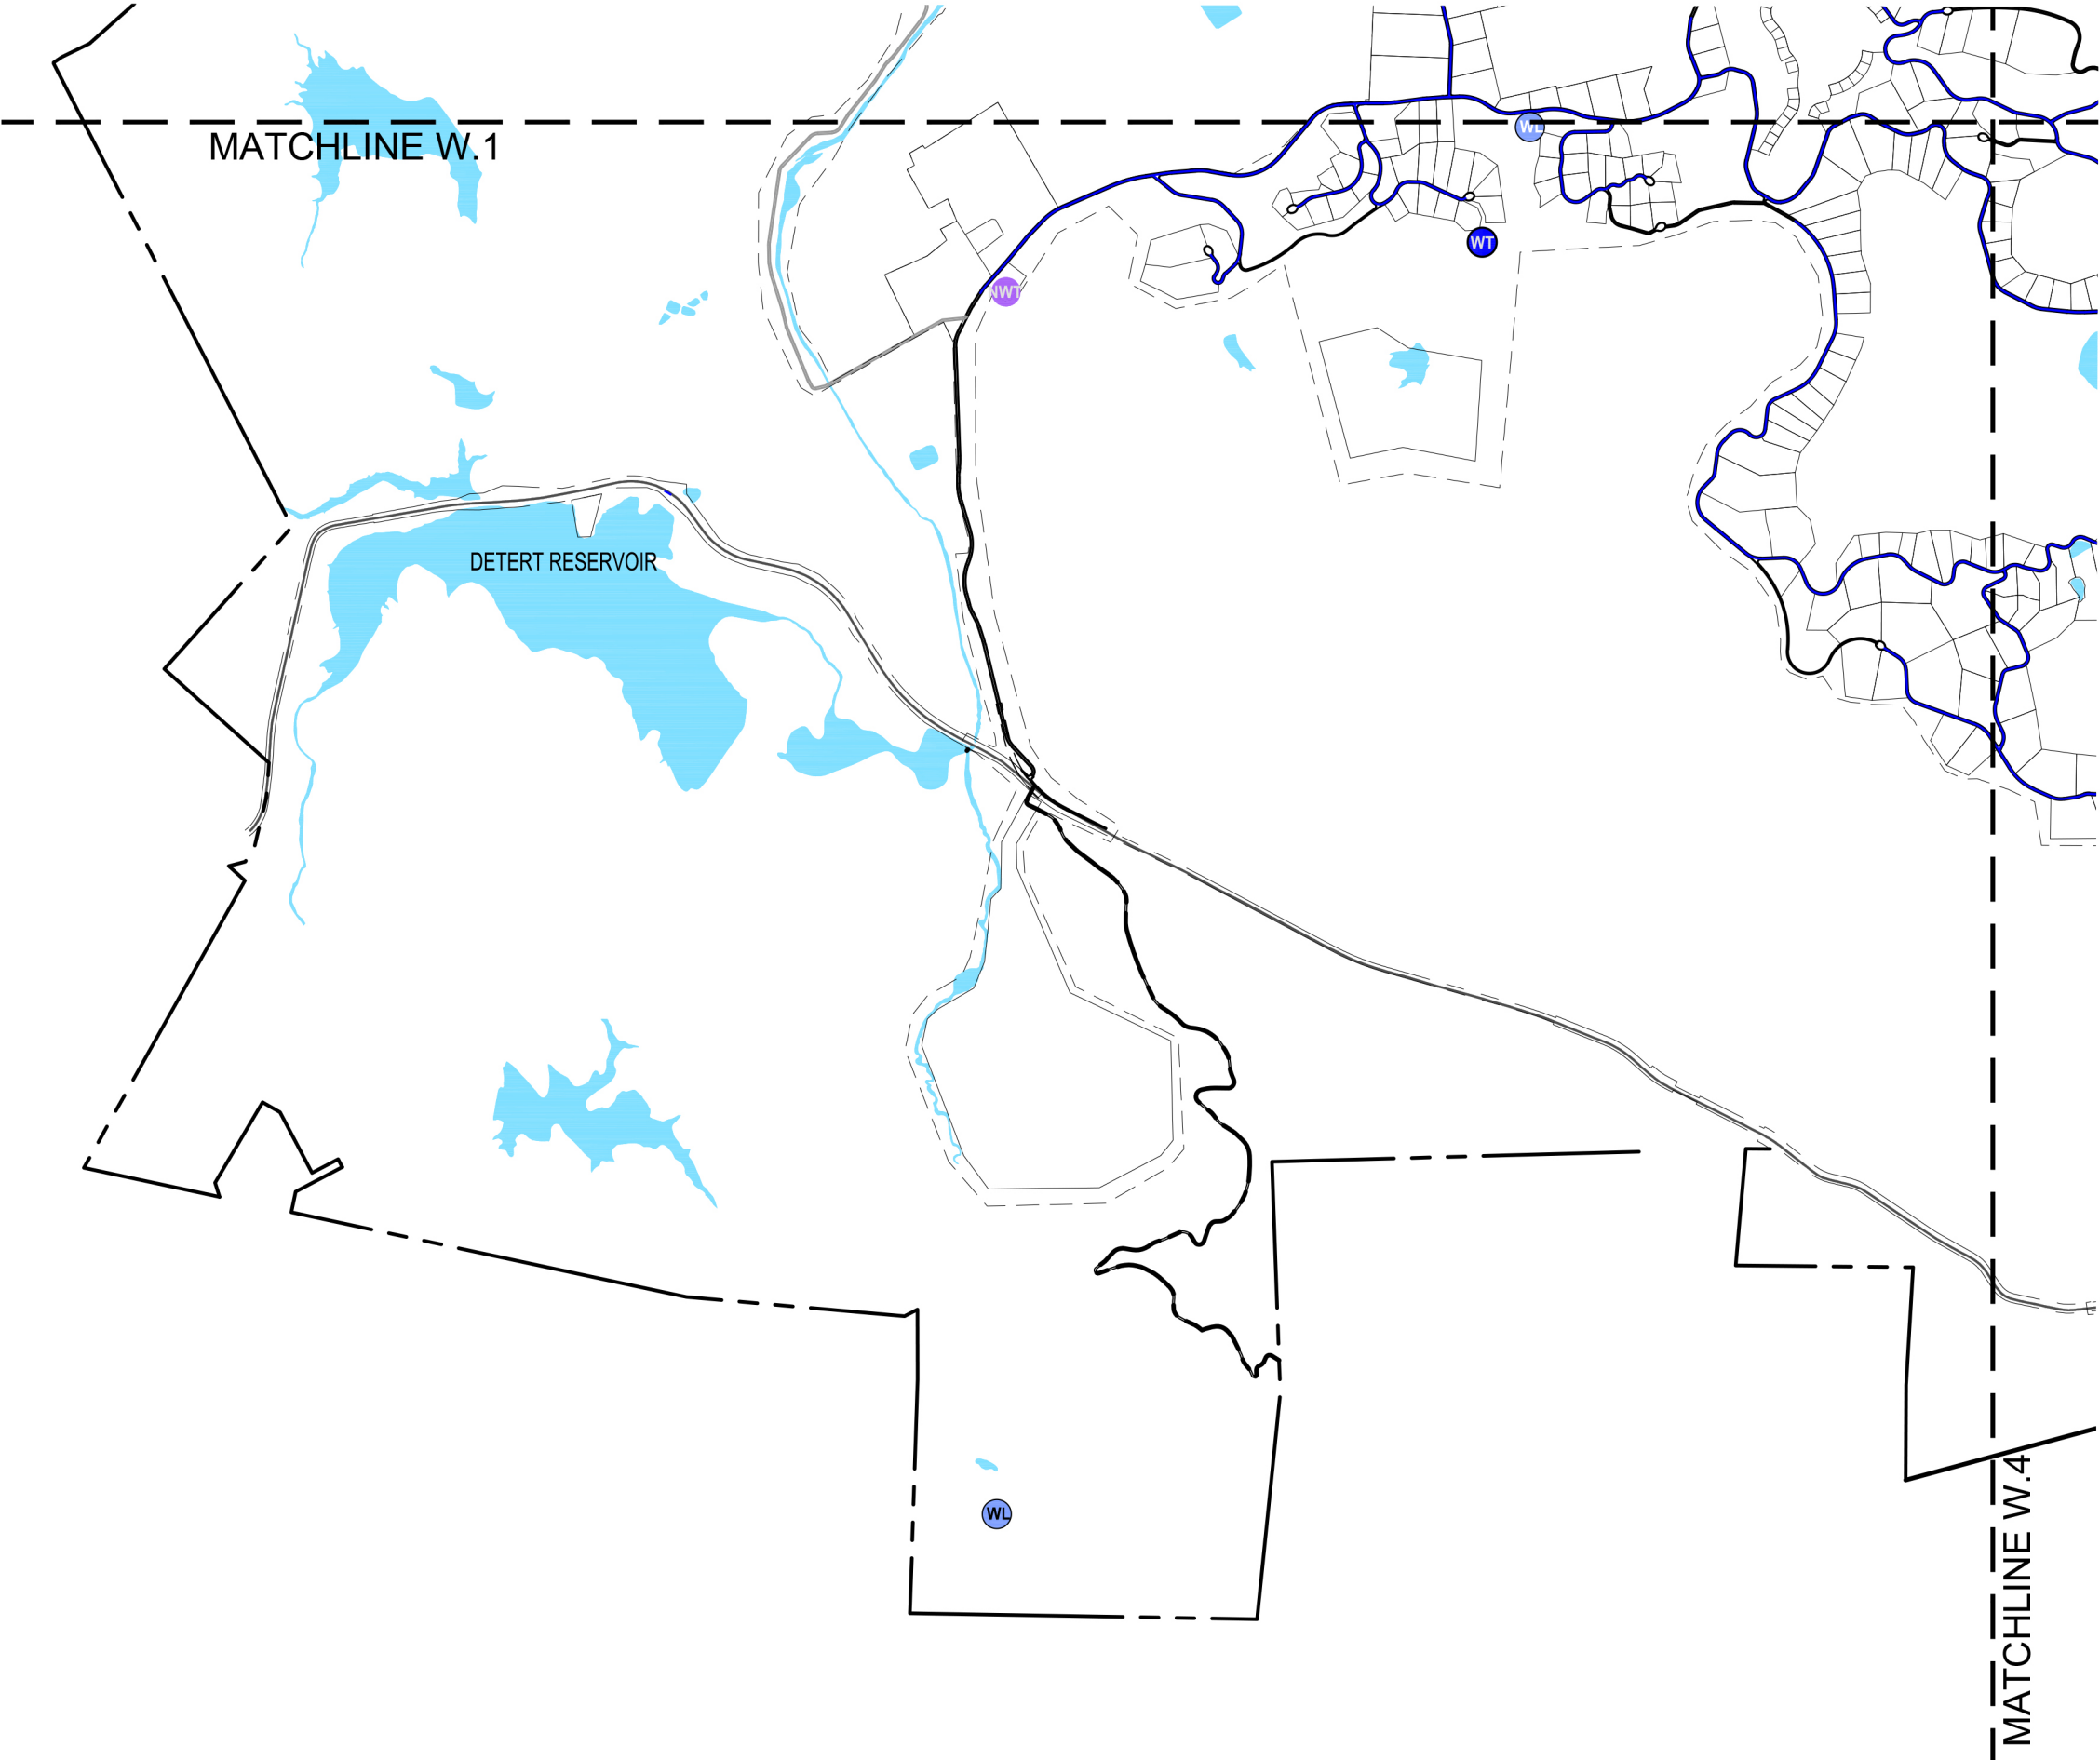 WL
MATCHLINE W.1
WT
NWT
DETERT RESERVOIR
WL
MATCHLINE W.4